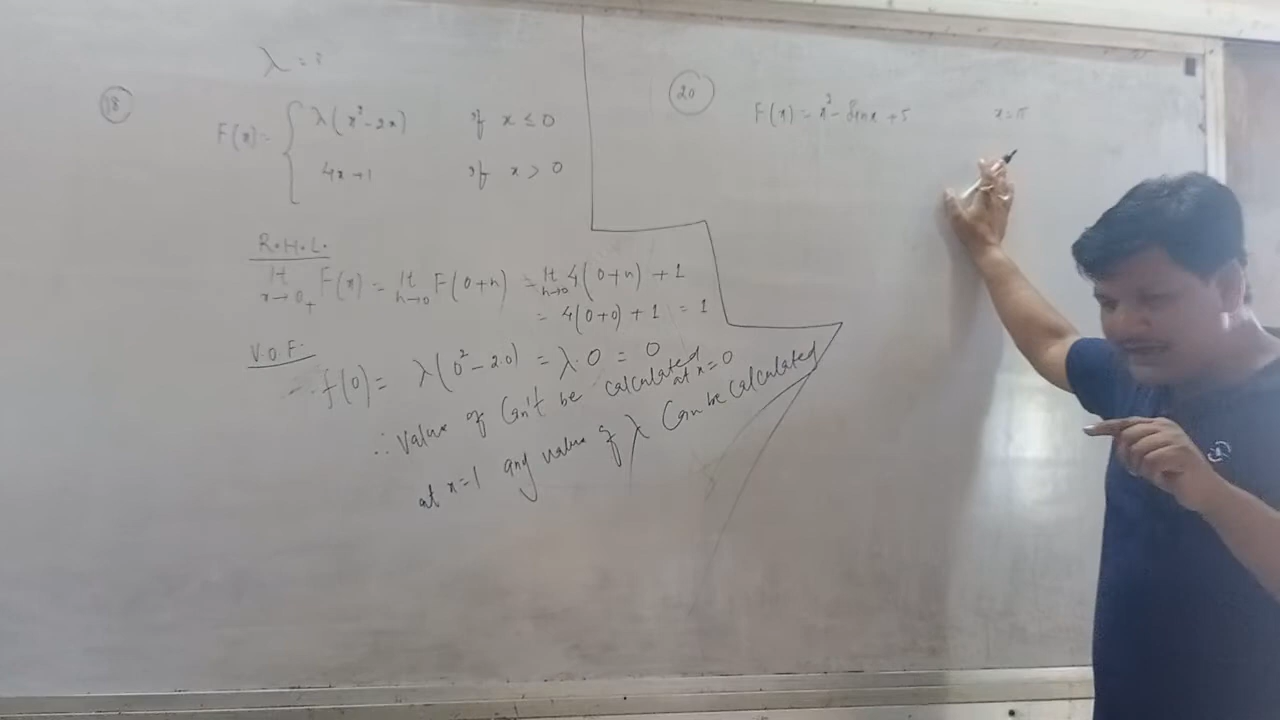 λ = ?
18
F(x) = { λ(x² - 2x) if x ≤ 0
4x+1 if x > 0
R.H.L.
lt x→0+ F(x) = lt h→0 F(0+h) = lt h→0 4(0+h) + 1
= 4(0+0) + 1 = 1
V.O.F.
f(0) = λ(0² - 2.0) = λ.0 = 0
∴ Value of Can't be calculated at x=0
at x=1 any value of λ Can be calculated
20
F(x) = x² - Sinx + 5 x = π